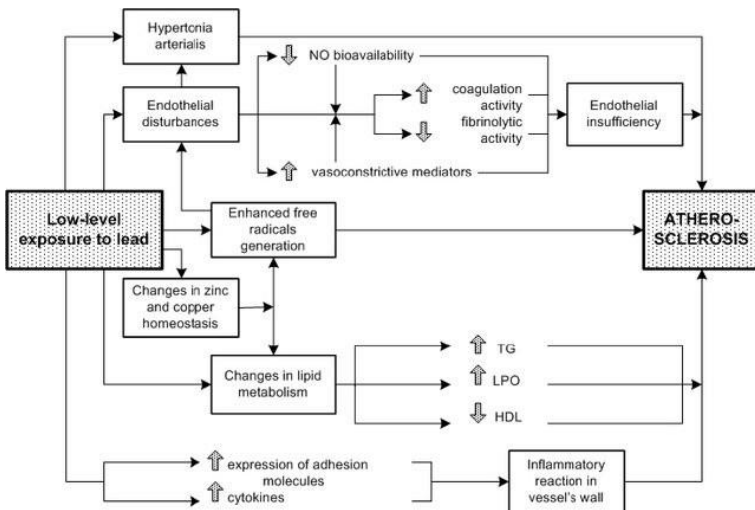 Hypertonia
arterialis
NO bioavailability
Endothelial
disturbances
coagulation
activity
fibrinolytic
activity
Endothelial
insufficiency
vasoconstrictive mediators
Low-level
exposure to lead
Enhanced free
radicals
generation
ATHERO-
SCLEROSIS
Changes in zinc
and copper
homeostasis
Changes in lipid
metabolism
TG
LPO
HDL
expression of adhesion
molecules
cytokines
Inflammatory
reaction in
vessel's wall